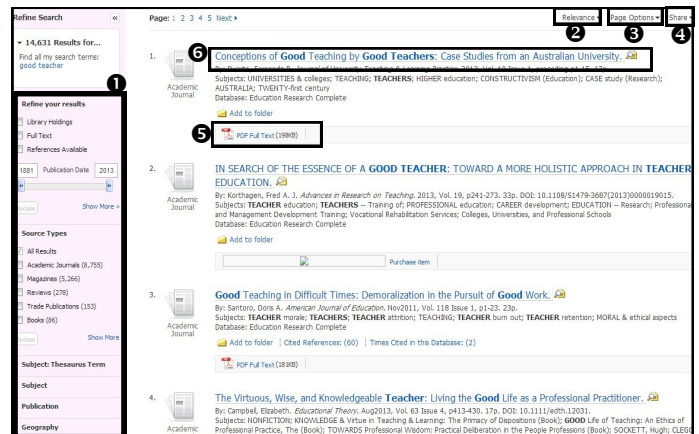 Refine Search «
14,631 Results for...
Find all my search terms:
good teacher
1
Refine your results
Library Holdings
Full Text
References Available
1881 Publication Date 2013
Update Show More »
Source Types
All Results
Academic Journals (8,755)
Magazines (5,266)
Reviews (278)
Trade Publications (153)
Books (86)
Update Show More
Subject: Thesaurus Term
Subject
Publication
Geography
Page: 1 2 3 4 5 Next
Relevance Page Options Share
2 3 4
1. 6 Conceptions of Good Teaching by Good Teachers: Case Studies from an Australian University.
Academic
Journal
Subjects: UNIVERSITIES & colleges; TEACHING; TEACHERS; HIGHER education; CONSTRUCTIVISM (Education); CASE study (Research);
AUSTRALIA; TWENTY-first century
Database: Education Research Complete
Add to folder
5 PDF Full Text (198KB)
2. IN SEARCH OF THE ESSENCE OF A GOOD TEACHER: TOWARD A MORE HOLISTIC APPROACH IN TEACHER
EDUCATION.
Academic
Journal
By: Korthagen, Fred A. J. Advances in Research on Teaching. 2013, Vol. 19, p241-273. 33p. DOI: 10.1108/S1479-3687(2013)0000019015.
Subjects: TEACHER education; TEACHERS -- Training of; PROFESSIONAL education; CAREER development; EDUCATION -- Research; Professional
and Management Development Training; Vocational Rehabilitation Services; Colleges, Universities, and Professional Schools
Database: Education Research Complete
Add to folder
Purchase item
3. Good Teaching in Difficult Times: Demoralization in the Pursuit of Good Work.
Academic
Journal
By: Santoro, Doris A. American Journal of Education. Nov2011, Vol. 118 Issue 1, p1-23. 23p.
Subjects: TEACHER morale; TEACHERS; TEACHER attrition; TEACHING; TEACHER burn out; TEACHER retention; MORAL & ethical aspects
Database: Education Research Complete
Add to folder Cited References: (60) Times Cited in this Database: (2)
PDF Full Text (181KB)
4. The Virtuous, Wise, and Knowledgeable Teacher: Living the Good Life as a Professional Practitioner.
Academic
By: Campbell, Elizabeth. Educational Theory. Aug2013, Vol. 63 Issue 4, p413-430. 17p. DOI: 10.1111/edth.12031.
Subjects: NONFICTION; KNOWLEDGE & Virtue in Teaching & Learning: The Primacy of Dispositions (Book); GOOD Life of Teaching: An Ethics of
Professional Practice, The (Book); TOWARDS Professional Wisdom: Practical Deliberation in the People Professions (Book); SOCKETT, Hugh; CLEGG